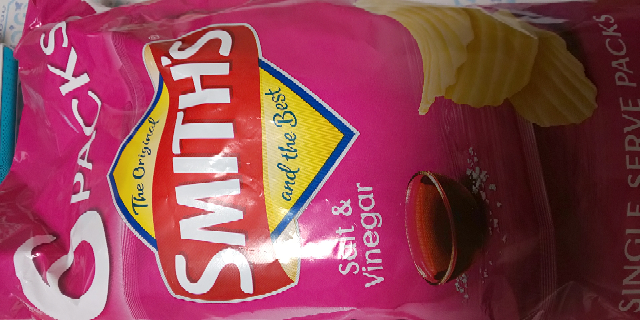 6 PACKS
The Original
SMITH'S
and the Best
Salt &
Vinegar
SINGLE SERVE PACKS